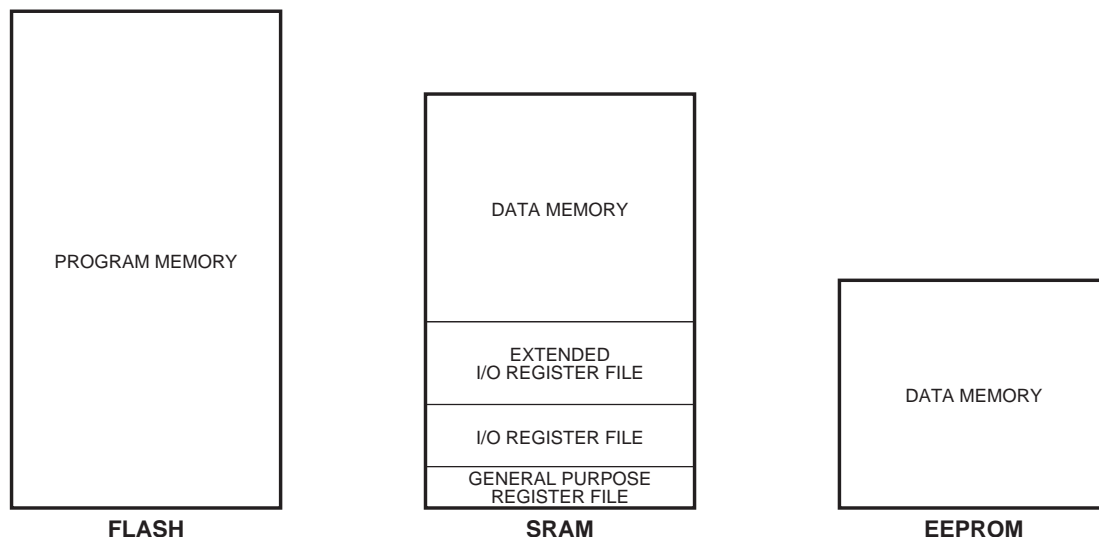 PROGRAM MEMORY
FLASH
DATA MEMORY
EXTENDED
I/O REGISTER FILE
I/O REGISTER FILE
GENERAL PURPOSE
REGISTER FILE
SRAM
DATA MEMORY
EEPROM